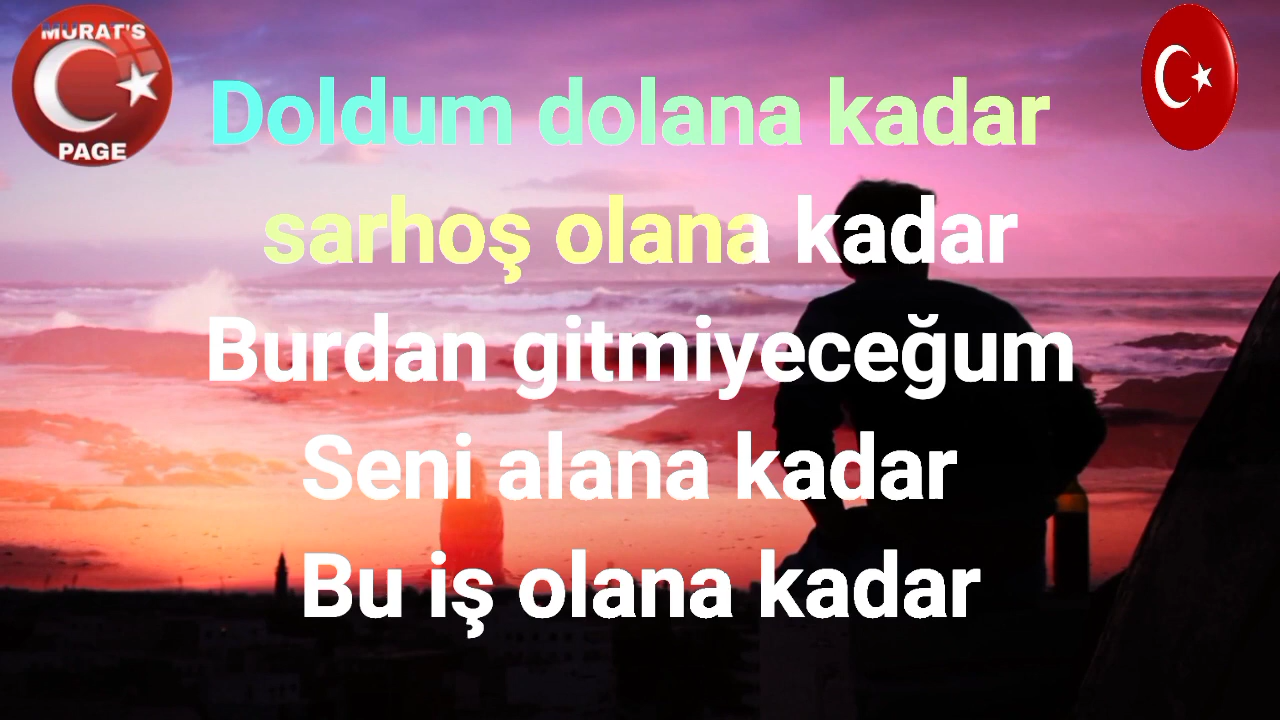 MURAT'S
PAGE
Doldum dolana kadar
sarhoş olana kadar
Burdan gitmiyeceğum
Seni alana kadar
Bu iş olana kadar